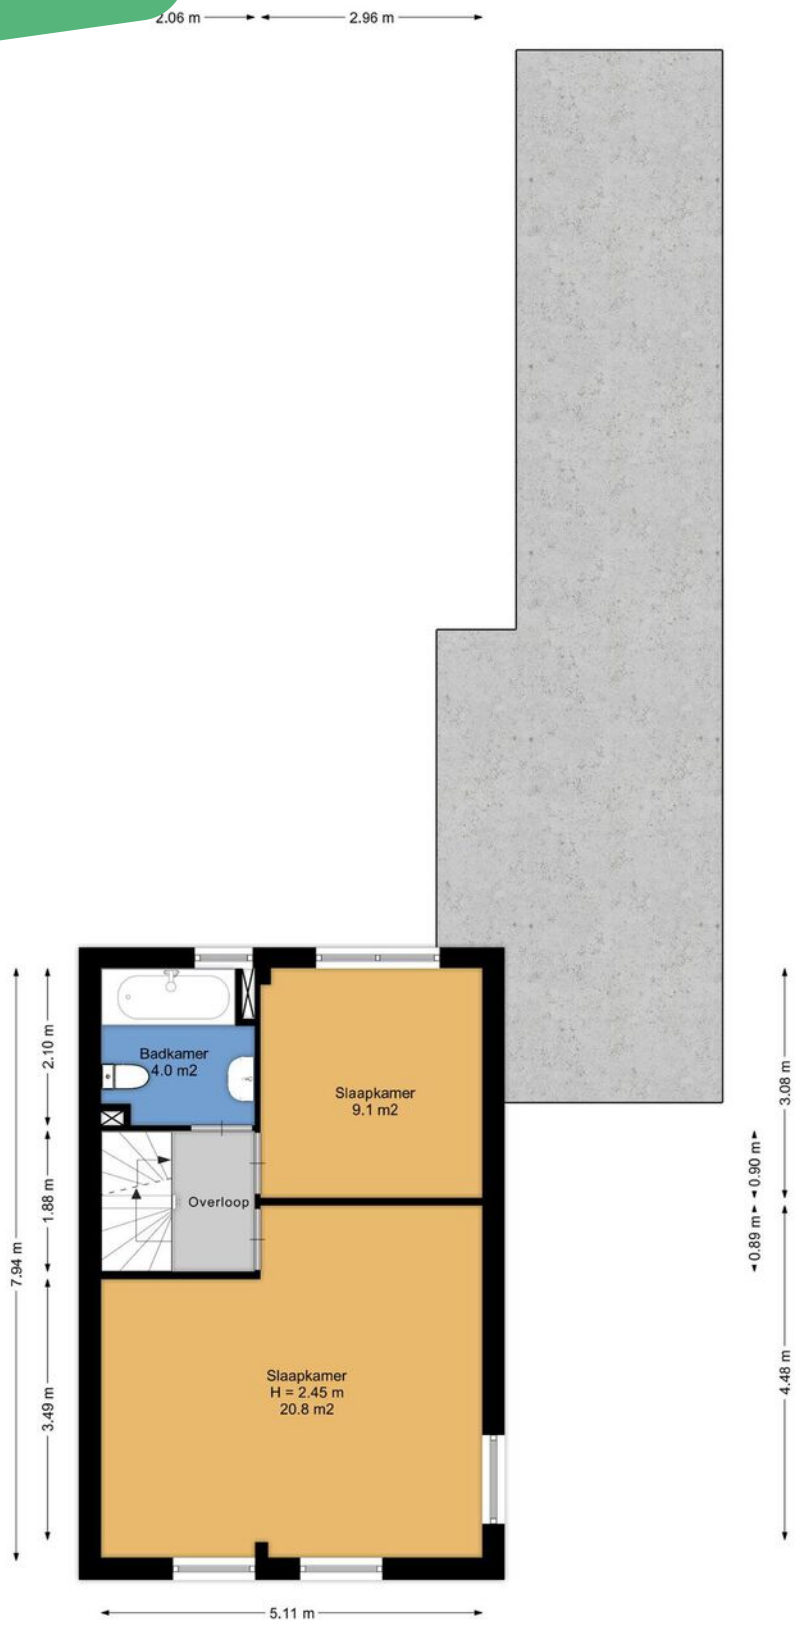 2.06 m
2.96 m
2.10 m
1.88 m
7.94 m
3.49 m
Badkamer
4.0 m2
Slaapkamer
9.1 m2
Overloop
Slaapkamer
H = 2.45 m
20.8 m2
3.08 m
0.90 m
0.89 m
4.48 m
5.11 m